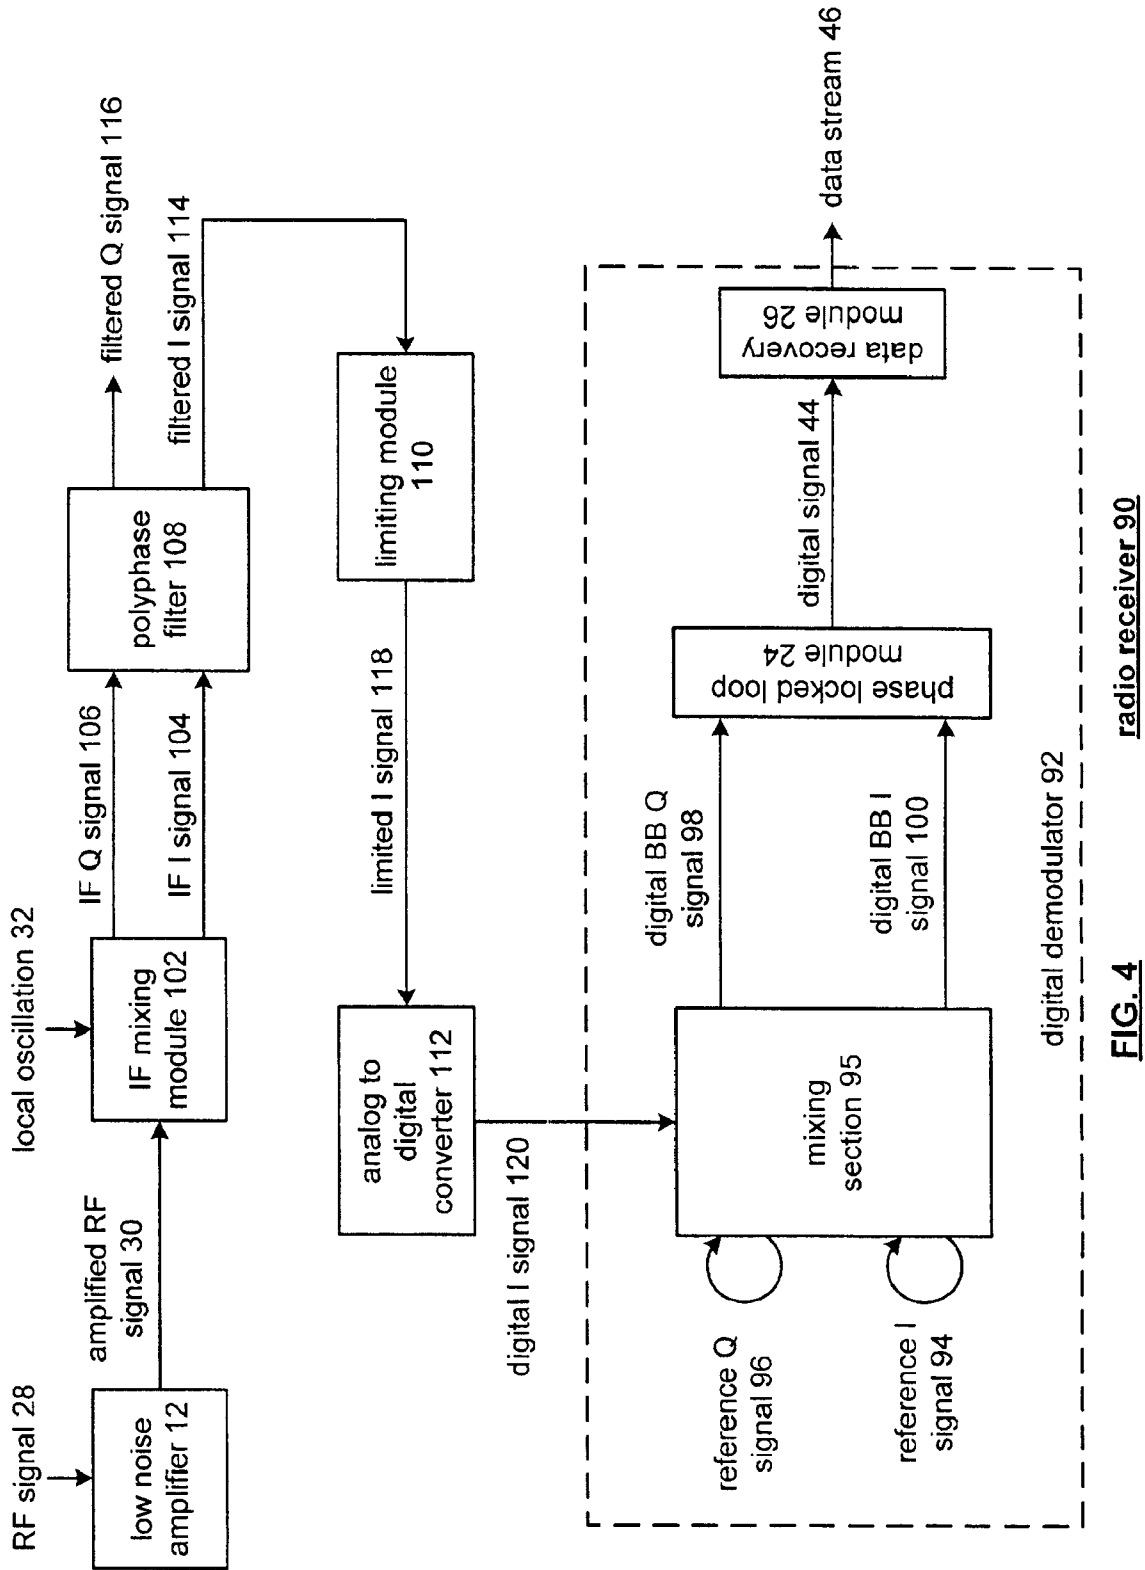 RF signal 28
low noise
amplifier 12
amplified RF
signal 30
local oscillation 32
IF mixing
module 102
IF Q signal 106
IF I signal 104
polyphase
filter 108
filtered Q signal 116
filtered I signal 114
limiting module
110
limited I signal 118
analog to
digital
converter 112
digital I signal 120
reference Q
signal 96
reference I
signal 94
mixing
section 95
digital BB Q
signal 98
digital BB I
signal 100
phase locked loop
module 24
digital signal 44
data recovery
module 26
data stream 46
digital demodulator 92
FIG. 4
radio receiver 90